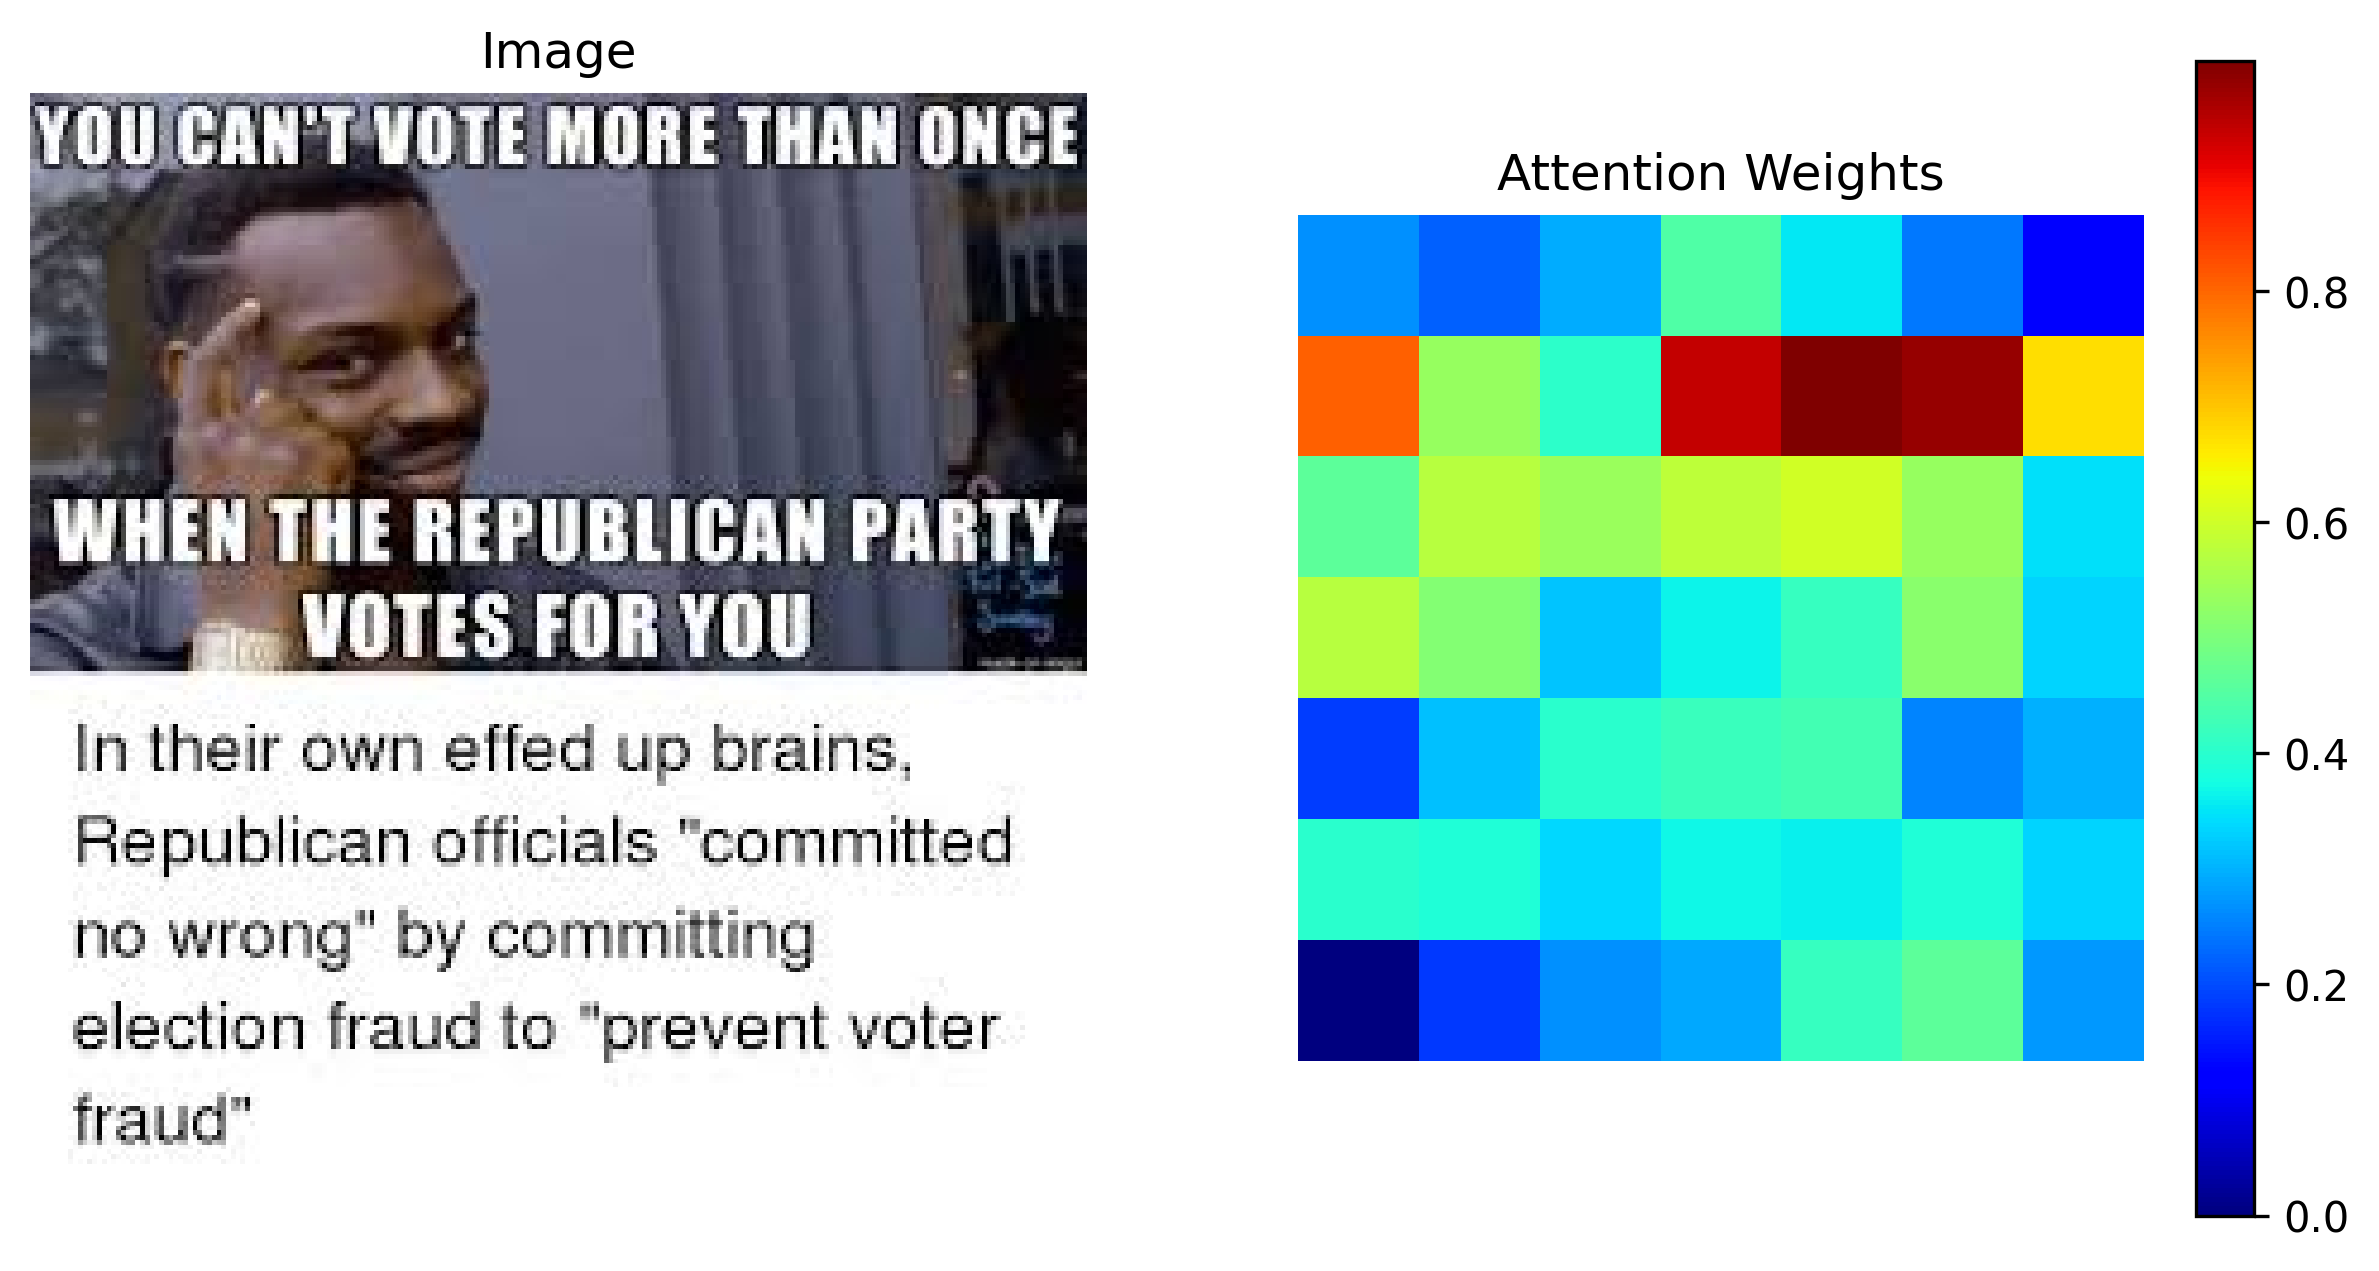 Image
YOU CAN'T VOTE MORE THAN ONCE
WHEN THE REPUBLICAN PARTY
VOTES FOR YOU
In their own effed up brains,
Republican officials "committed
no wrong" by committing
election fraud to "prevent voter
fraud"
Attention Weights
0.8
0.6
0.4
0.2
0.0